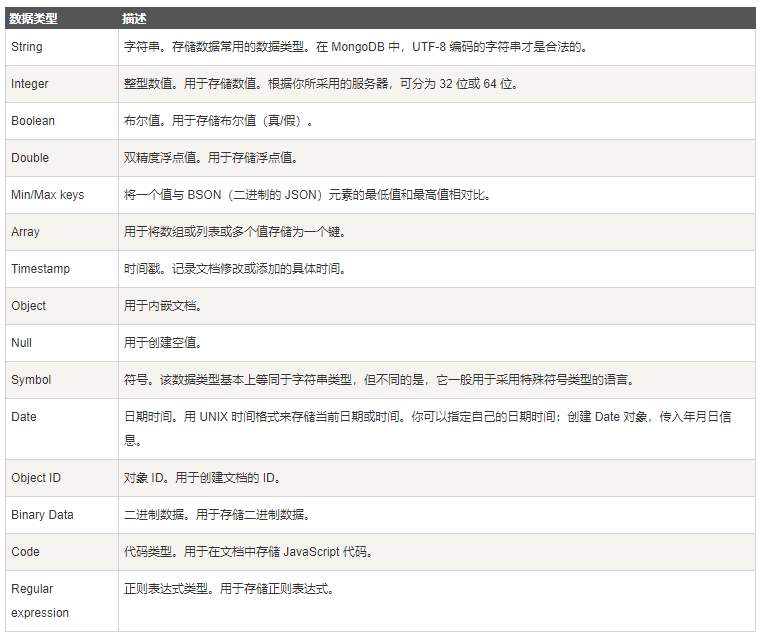 数据类型 描述
String 字符串。存储数据常用的数据类型。在 MongoDB 中，UTF-8 编码的字符串才是合法的。
Integer 整型数值。用于存储数值。根据你所采用的服务器，可分为 32 位或 64 位。
Boolean 布尔值。用于存储布尔值（真/假）。
Double 双精度浮点值。用于存储浮点值。
Min/Max keys 将一个值与 BSON（二进制的 JSON）元素的最低值和最高值相对比。
Array 用于将数组或列表或多个值存储为一个键。
Timestamp 时间戳。记录文档修改或添加的具体时间。
Object 用于内嵌文档。
Null 用于创建空值。
Symbol 符号。该数据类型基本上等同于字符串类型，但不同的是，它一般用于采用特殊符号类型的语言。
Date 日期时间。用 UNIX 时间格式来存储当前日期或时间。你可以指定自己的日期时间：创建 Date 对象，传入年月日信
息。
Object ID 对象 ID。用于创建文档的 ID。
Binary Data 二进制数据。用于存储二进制数据。
Code 代码类型。用于在文档中存储 JavaScript 代码。
Regular 正则表达式类型。用于存储正则表达式。
expression